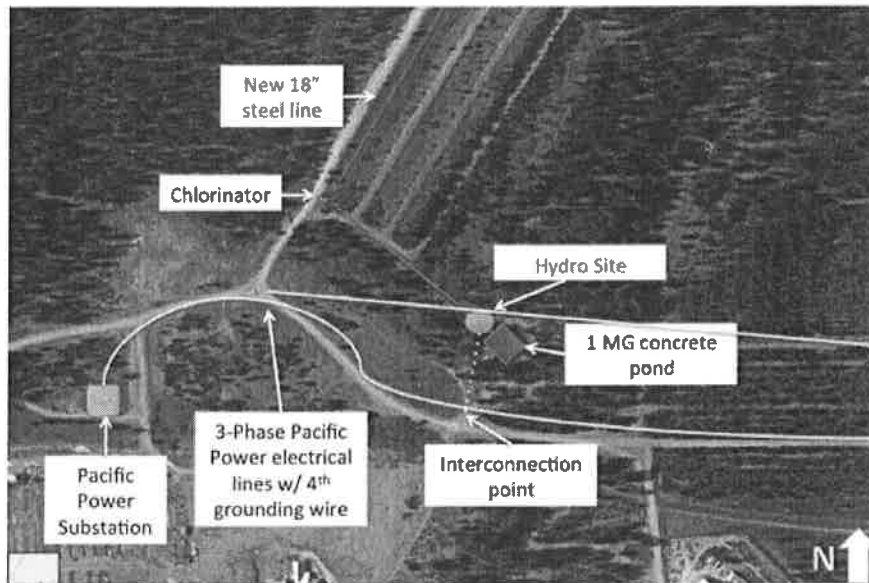 New 18" 
steel line
Chlorinator
Hydro Site
1 MG concrete
pond
3-Phase Pacific
Power electrical
lines w/ 4th
grounding wire
Interconnection
point
Pacific
Power
Substation
N